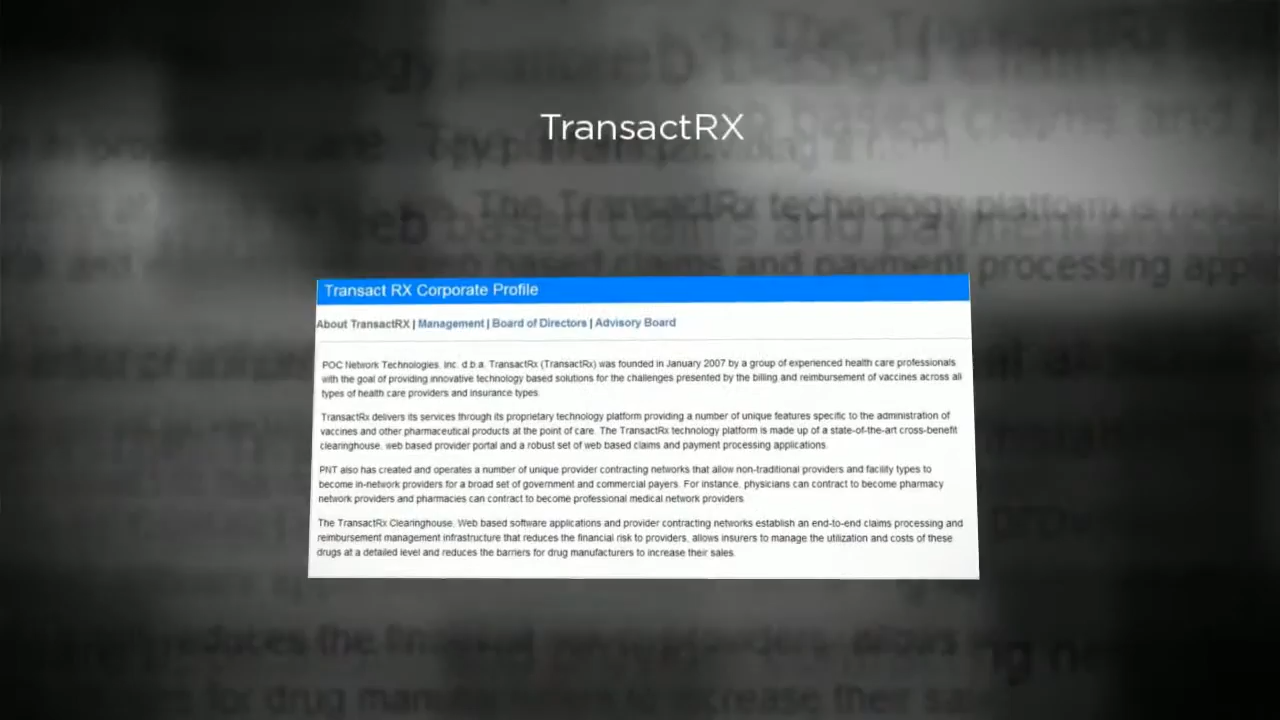 TransactRX
Transact RX Corporate Profile
About TransactRX | Management | Board of Directors | Advisory Board
POC Network Technologies, Inc. d.b.a. TransactRx (TransactRx) was founded in January 2007 by a group of experienced health care professionals
with the goal of providing innovative technology based solutions for the challenges presented by the billing and reimbursement of vaccines across all
types of health care providers and insurance types.
TransactRx delivers its services through its proprietary technology platform providing a number of unique features specific to the administration of
vaccines and other pharmaceutical products at the point of care. The TransactRx technology platform is made up of a state-of-the-art cross-benefit
clearinghouse, web based provider portal and a robust set of web based claims and payment processing applications.
PNT also has created and operates a number of unique provider contracting networks that allow non-traditional providers and facility types to
become in-network providers for a broad set of government and commercial payers. For instance, physicians can contract to become pharmacy
network providers and pharmacies can contract to become professional medical network providers.
The TransactRx Clearinghouse, Web based software applications and provider contracting networks establish an end-to-end claims processing and
reimbursement management infrastructure that reduces the financial risk to providers, allows insurers to manage the utilization and costs of these
drugs at a detailed level and reduces the barriers for drug manufacturers to increase their sales.